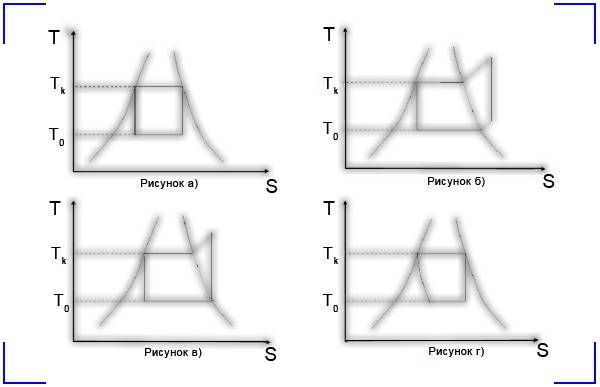 T
T
Tk
Tk
T0
T0
S
S
Рисунок а)
Рисунок б)
T
T
Tk
Tk
T0
T0
S
S
Рисунок в)
Рисунок г)